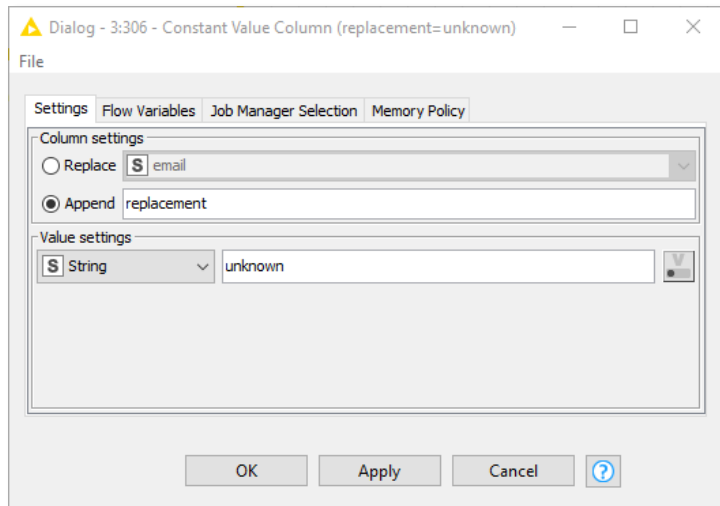 Dialog - 3:306 - Constant Value Column (replacement=unknown)
File
Settings Flow Variables Job Manager Selection Memory Policy
Column settings
Replace S email
Append replacement
Value settings
S String unknown V
OK Apply Cancel ?